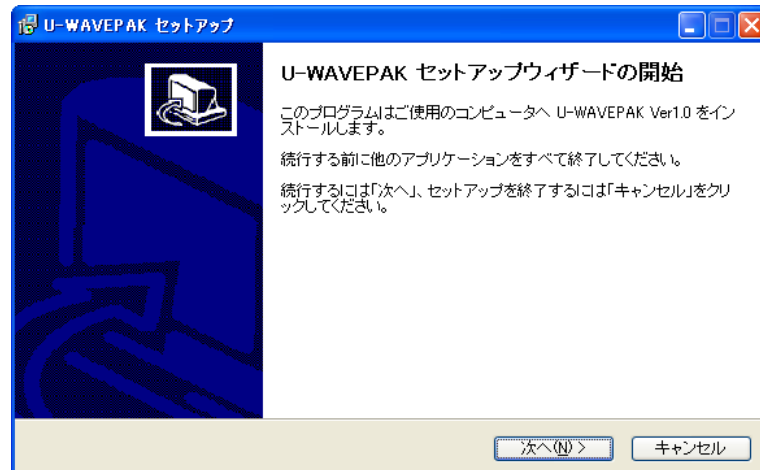 U-WAVEPAK セットアップ
U-WAVEPAK セットアップウィザードの開始
このプログラムはご使用のコンピュータへ U-WAVEPAK Ver1.0 をイン
ストールします。
続行する前に他のアプリケーションをすべて終了してください。
続行するには「次へ」、セットアップを終了するには「キャンセル」をクリ
ックしてください。
次へ(N) >
キャンセル